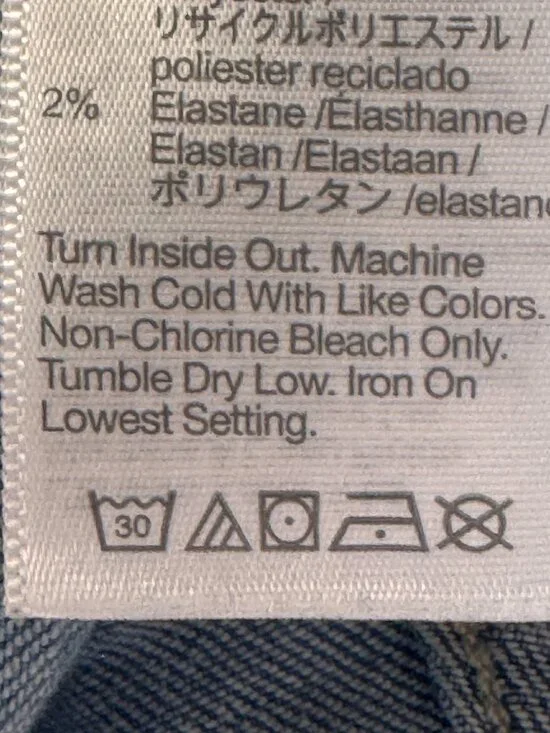 リサイクルポリエステル /
poliester reciclado
2% Elastane /Élasthanne /
Elastan /Elastaan /
ポリウレタン /elastano
Turn Inside Out. Machine
Wash Cold With Like Colors.
Non-Chlorine Bleach Only.
Tumble Dry Low. Iron On
Lowest Setting.
30